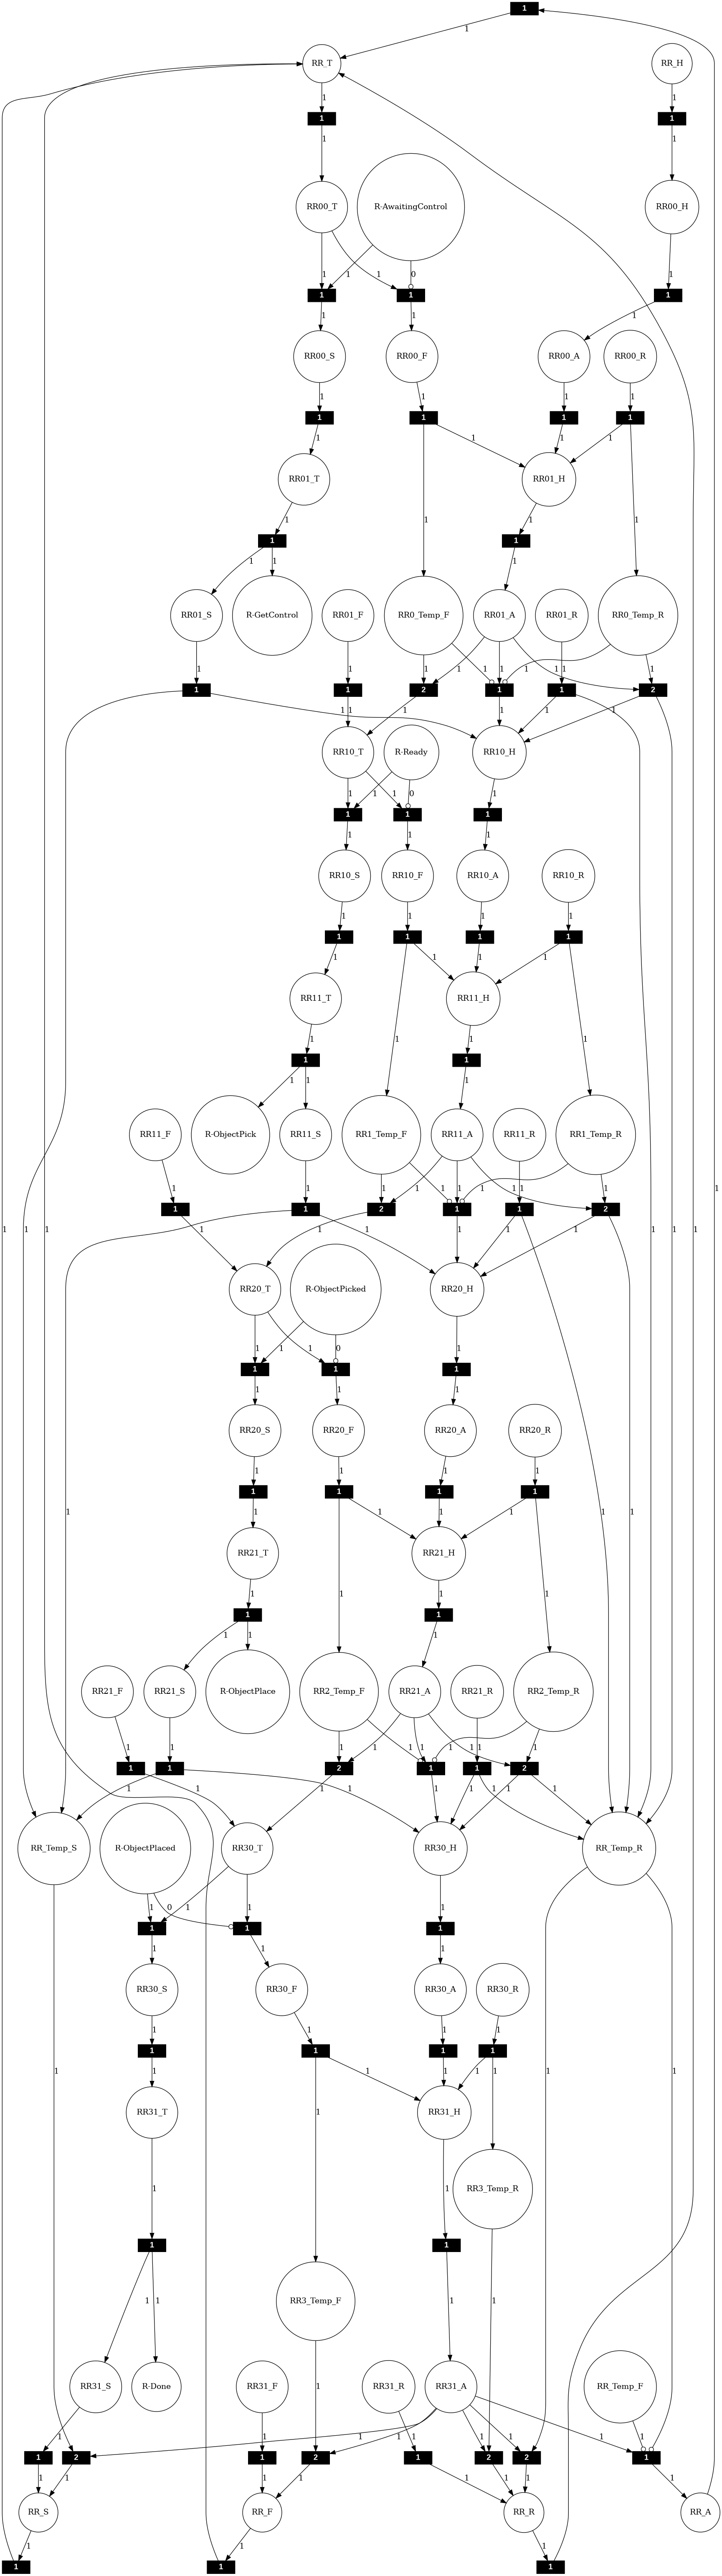 1
1
RR_T RR_H
1 1
1 1
1 1
RR00_T R-AwaitingControl RR00_H
1 1 1 0 1
1 1 1
1 1 1
RR00_S RR00_F RR00_A RR00_R
1 1 1 1
1 1 1 1
1 1 1 1
RR01_T RR01_H
1 1 1 1
1 1
1 1 1
RR01_S R-GetControl RR01_F RR0_Temp_F RR01_A RR01_R RR0_Temp_R
1 1 1 1 1 1 1 1 1 1
1 1 2 1 1 2
1 1 1 1 1 1
RR10_T R-Ready RR10_H
1 1 1 0 1
1 1 1
1 1 1
RR10_S RR10_F RR10_A RR10_R
1 1 1 1
1 1 1 1
1 1 1 1
RR11_T RR11_H
1 1 1 1
1 1
1 1 1
RR11_F R-ObjectPick RR11_S RR1_Temp_F RR11_A RR11_R RR1_Temp_R
1 1 1 1 1 1 1 1 1 1
1 1 2 1 1 2
1 1 1 1 1 1 1 1 1 1 1 1
RR20_T R-ObjectPicked RR20_H
1 1 1 0 1
1 1 1
1 1 1
RR20_S RR20_F RR20_A RR20_R
1 1 1 1
1 1 1 1
1 1 1 1 1 1 1
RR21_T RR21_H
1 1 1 1
1 1
1 1 1
RR21_F RR21_S R-ObjectPlace RR2_Temp_F RR21_A RR21_R RR2_Temp_R
1 1 1 1 1 1 1 1 1 1
1 1 2 1 1 2
1 1 1 1 1 1 1 1 1
RR_Temp_S R-ObjectPlaced RR30_T RR30_H RR_Temp_R
1 0 1 1 1
1 1 1
1 1 1
RR30_S RR30_F RR30_A RR30_R
1 1 1 1
1 1 1 1
1 1 1 1 1 1 1 1
RR31_T RR31_H
1 1 1 1
RR3_Temp_R
1 1
1 1 1
RR3_Temp_F
RR31_S R-Done RR31_F RR31_R RR31_A RR_Temp_F
1 1 1 1 1 1 1 1 1 1
1 2 1 2 1 2 2 1
1 1 1 1 1 1 1 1
RR_S RR_F RR_R RR_A
1 1 1
1 1 1